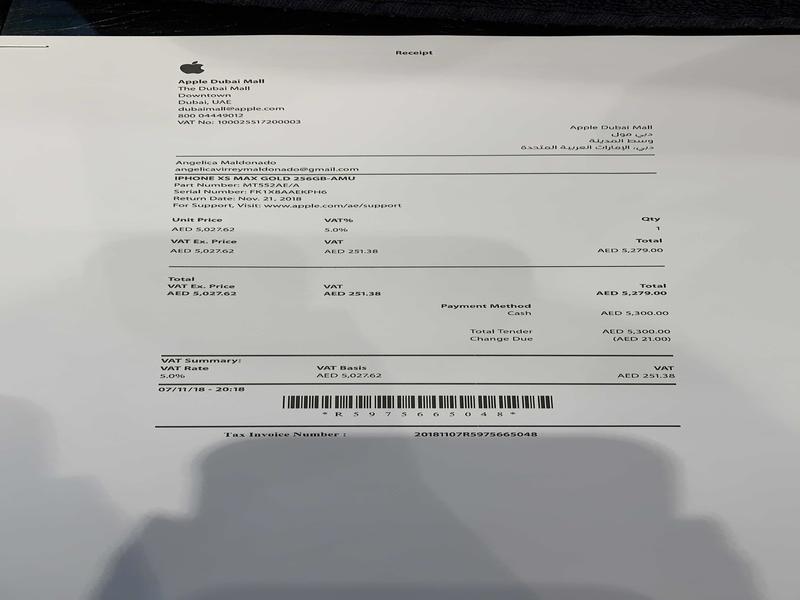 Receipt
Apple Dubai Mall
The Dubai Mall
Downtown
Dubai, UAE
dubaimall@apple.com
800 04449012
VAT No: 100025517200003
Apple Dubai Mall
دبي مول
وسط المدينة
دبي، الإمارات العربية المتحدة
Angelica Maldonado
angelicavirreymaldonado@gmail.com
IPHONE XS MAX GOLD 256GB-AMU
Part Number: MT552AE/A
Serial Number: FK1X8AAEKPH6
Return Date: Nov. 21, 2018
For Support, Visit: www.apple.com/ae/support
Unit Price VAT% Qty
AED 5,027.62 5.0% 1
VAT Ex. Price VAT Total
AED 5,027.62 AED 251.38 AED 5,279.00
Total
VAT Ex. Price VAT Total
AED 5,027.62 AED 251.38 AED 5,279.00
Payment Method
Cash AED 5,300.00
Total Tender AED 5,300.00
Change Due (AED 21.00)
VAT Summary:
VAT Rate VAT Basis VAT
5.0% AED 5,027.62 AED 251.38
07/11/18 - 20:18
*R5975665048*
Tax Invoice Number : 20181107R5975665048